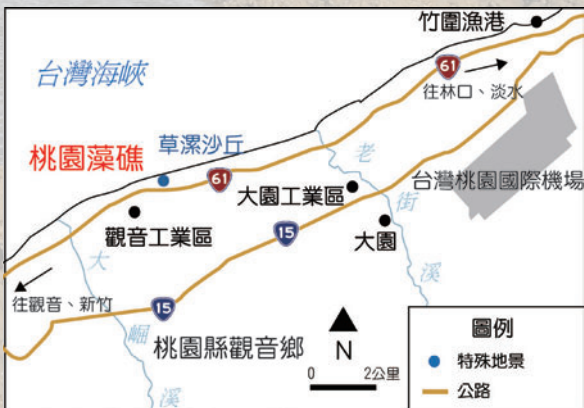 竹圍漁港
61
台灣海峽
往林口、淡水
桃園藻礁
草漯沙丘
老街溪
台灣桃園國際機場
61
大園工業區
觀音工業區
15
大園
大崛溪
往觀音、新竹
15
桃園縣觀音鄉
N
0 2公里
圖例
特殊地景
公路